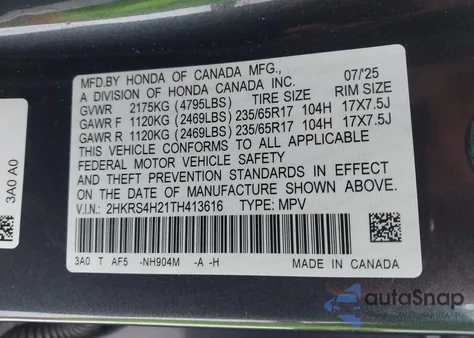 MFD.BY HONDA OF CANADA MFG., 07/'25
A DIVISION OF HONDA CANADA INC.
GVWR 2175KG (4795LBS) TIRE SIZE RIM SIZE
GAWR F 1120KG (2469LBS) 235/65R17 104H 17X7.5J
GAWR R 1120KG (2469LBS) 235/65R17 104H 17X7.5J
THIS VEHICLE CONFORMS TO ALL APPLICABLE
FEDERAL MOTOR VEHICLE SAFETY
AND THEFT PREVENTION STANDARDS IN EFFECT
ON THE DATE OF MANUFACTURE SHOWN ABOVE.
V.I.N.: 2HKRS4H21TH413616 TYPE: MPV
3A0 T AF5 -NH904M -A -H MADE IN CANADA
3A0 A0
autoSnap